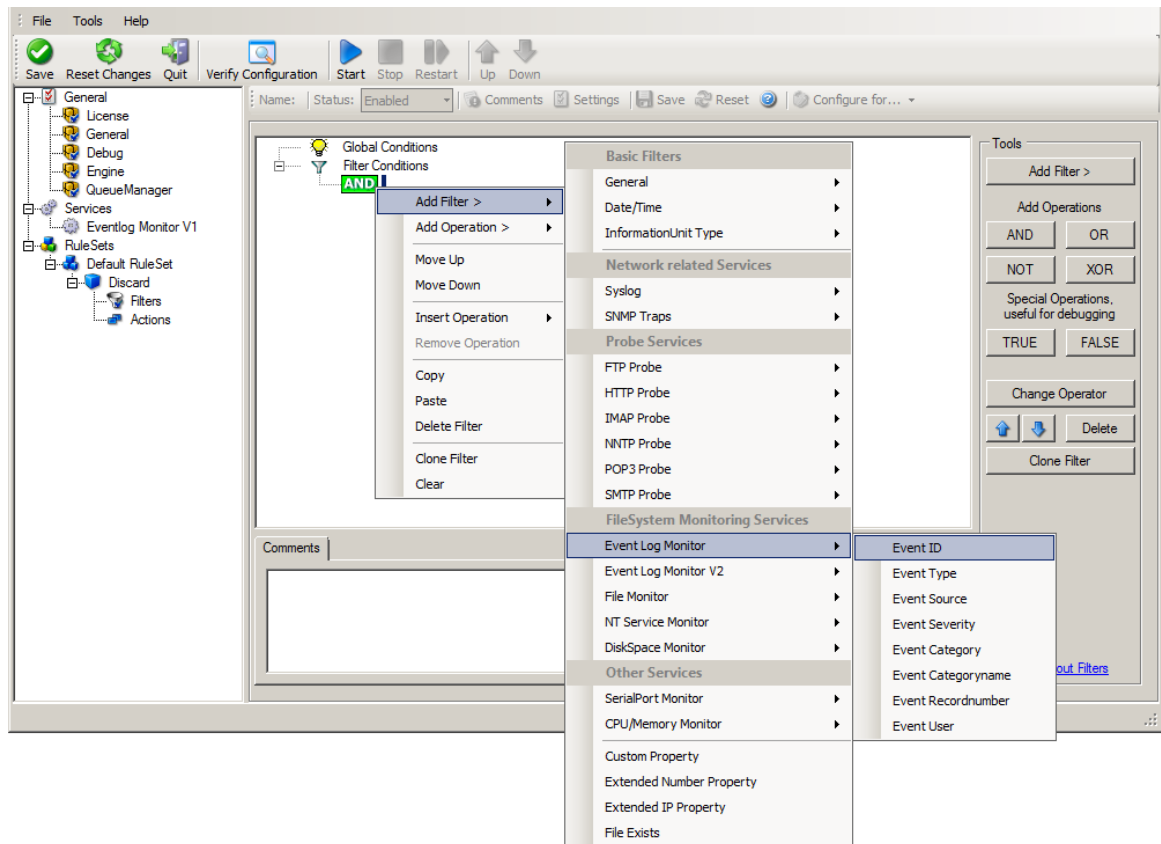 File Tools Help
Save Reset Changes Quit Verify Configuration Start Stop Restart Up Down
General
License
General
Debug
Engine
QueueManager
Services
Eventlog Monitor V1
RuleSets
Default RuleSet
Discard
Filters
Actions
Name: Status: Enabled Comments Settings Save Reset Configure for...
Global Conditions
Filter Conditions
AND
Add Filter >
Add Operation >
Move Up
Move Down
Insert Operation
Remove Operation
Copy
Paste
Delete Filter
Clone Filter
Clear
Basic Filters
General
Date/Time
InformationUnit Type
Network related Services
Syslog
SNMP Traps
Probe Services
FTP Probe
HTTP Probe
IMAP Probe
NNTP Probe
POP3 Probe
SMTP Probe
FileSystem Monitoring Services
Event Log Monitor
Event Log Monitor V2
File Monitor
NT Service Monitor
DiskSpace Monitor
Other Services
SerialPort Monitor
CPU/Memory Monitor
Custom Property
Extended Number Property
Extended IP Property
File Exists
Event ID
Event Type
Event Source
Event Severity
Event Category
Event Categoryname
Event Recordnumber
Event User
Tools
Add Filter >
Add Operations
AND OR
NOT XOR
Special Operations,
useful for debugging
TRUE FALSE
Change Operator
Delete
Clone Filter
out Filters
Comments